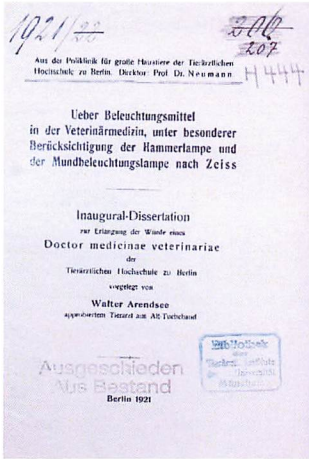 1921/22
206
207
H 444
Aus der Poliklinik für große Haustiere der Tierärztlichen
Hochschule zu Berlin. Direktor: Prof. Dr. Neumann.
Ueber Beleuchtungsmittel
in der Veterinärmedizin, unter besonderer
Berücksichtigung der Hammerlampe und
der Mundbeleuchtungslampe nach Zeiss
Inaugural-Dissertation
zur Erlangung der Würde eines
Doctor medicinae veterinariae
der
Tierärztlichen Hochschule zu Berlin
vorgelegt von
Walter Arendsee
approbiertem Tierarzt aus Alt-Tucheband
Ausgeschieden
Aus Bestand
Bibliothek
der
Universität
München
Berlin 1921